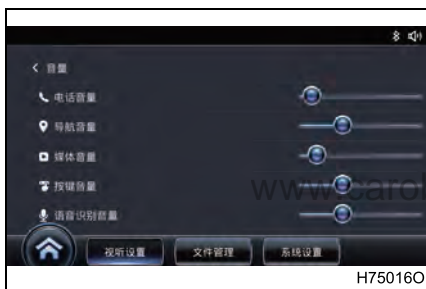 音量
电话音量
导航音量
媒体音量
按键音量
www.carob
语音识别音量
视听设置
文件管理
系统设置
H75016O